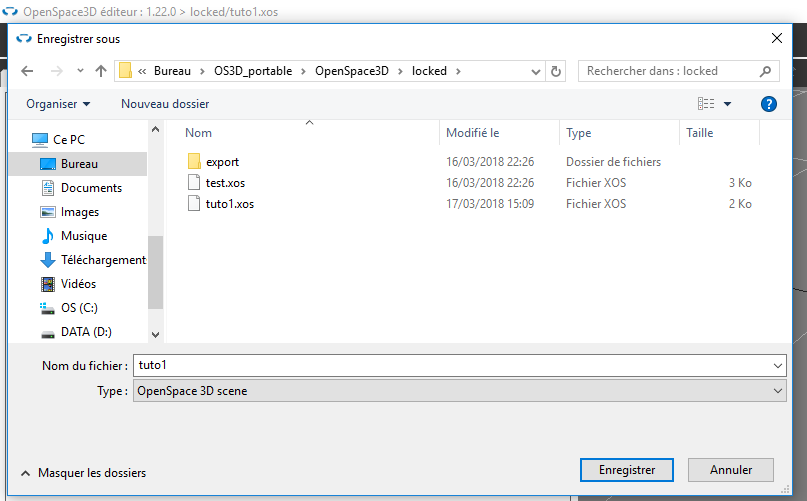 OpenSpace3D éditeur : 1.22.0 > locked/tuto1.xos
Enregistrer sous
« Bureau > OS3D_portable > OpenSpace3D > locked >
Rechercher dans : locked
Organiser
Nouveau dossier
?
Nom Modifié le Type Taille
Ce PC
Bureau
Documents
Images
Musique
Téléchargement
Vidéos
OS (C:)
DATA (D:)
export 16/03/2018 22:26 Dossier de fichiers
test.xos 16/03/2018 22:26 Fichier XOS 3 Ko
tuto1.xos 17/03/2018 15:09 Fichier XOS 2 Ko
Nom du fichier : tuto1
Type : OpenSpace 3D scene
Masquer les dossiers
Enregistrer
Annuler